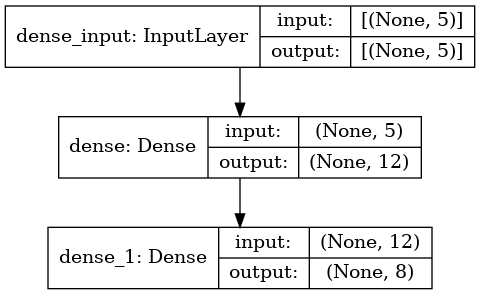 dense_input: InputLayer
input:
[(None, 5)]
output:
[(None, 5)]
dense: Dense
input:
(None, 5)
output:
(None, 12)
dense_1: Dense
input:
(None, 12)
output:
(None, 8)